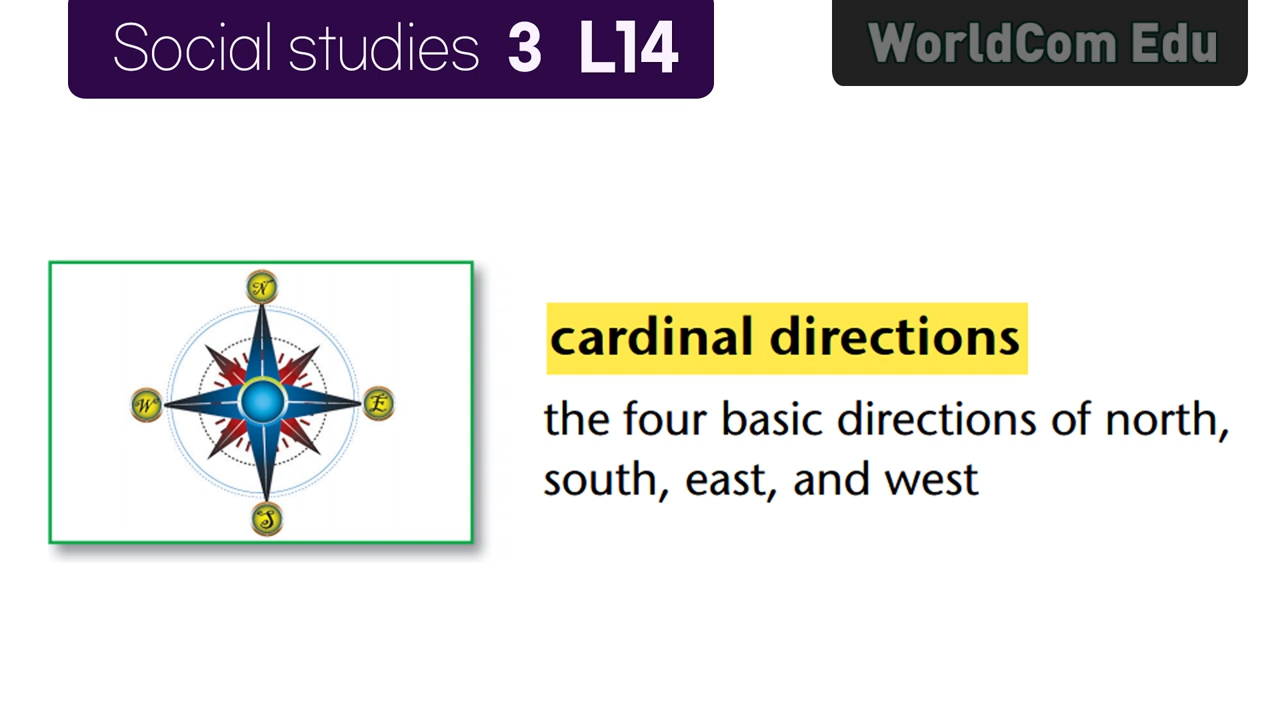 Social studies 3 L14
WorldCom Edu
N
W
E
S
cardinal directions
the four basic directions of north,
south, east, and west